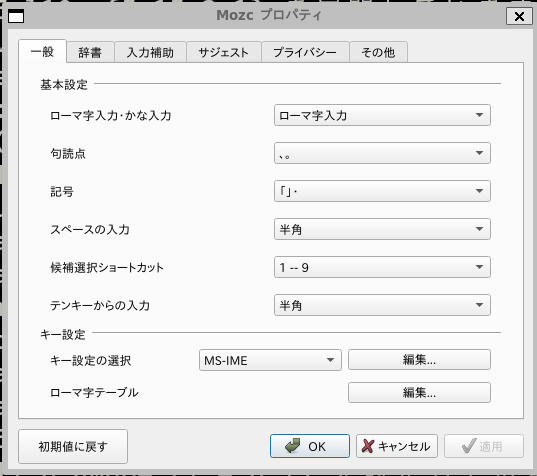 Mozc プロパティ
一般 辞書 入力補助 サジェスト プライバシー その他
基本設定
ローマ字入力・かな入力 ローマ字入力
句読点 、。
記号 「」・
スペースの入力 半角
候補選択ショートカット 1 -- 9
テンキーからの入力 半角
キー設定
キー設定の選択 MS-IME 編集...
ローマ字テーブル 編集...
初期値に戻す OK キャンセル 適用